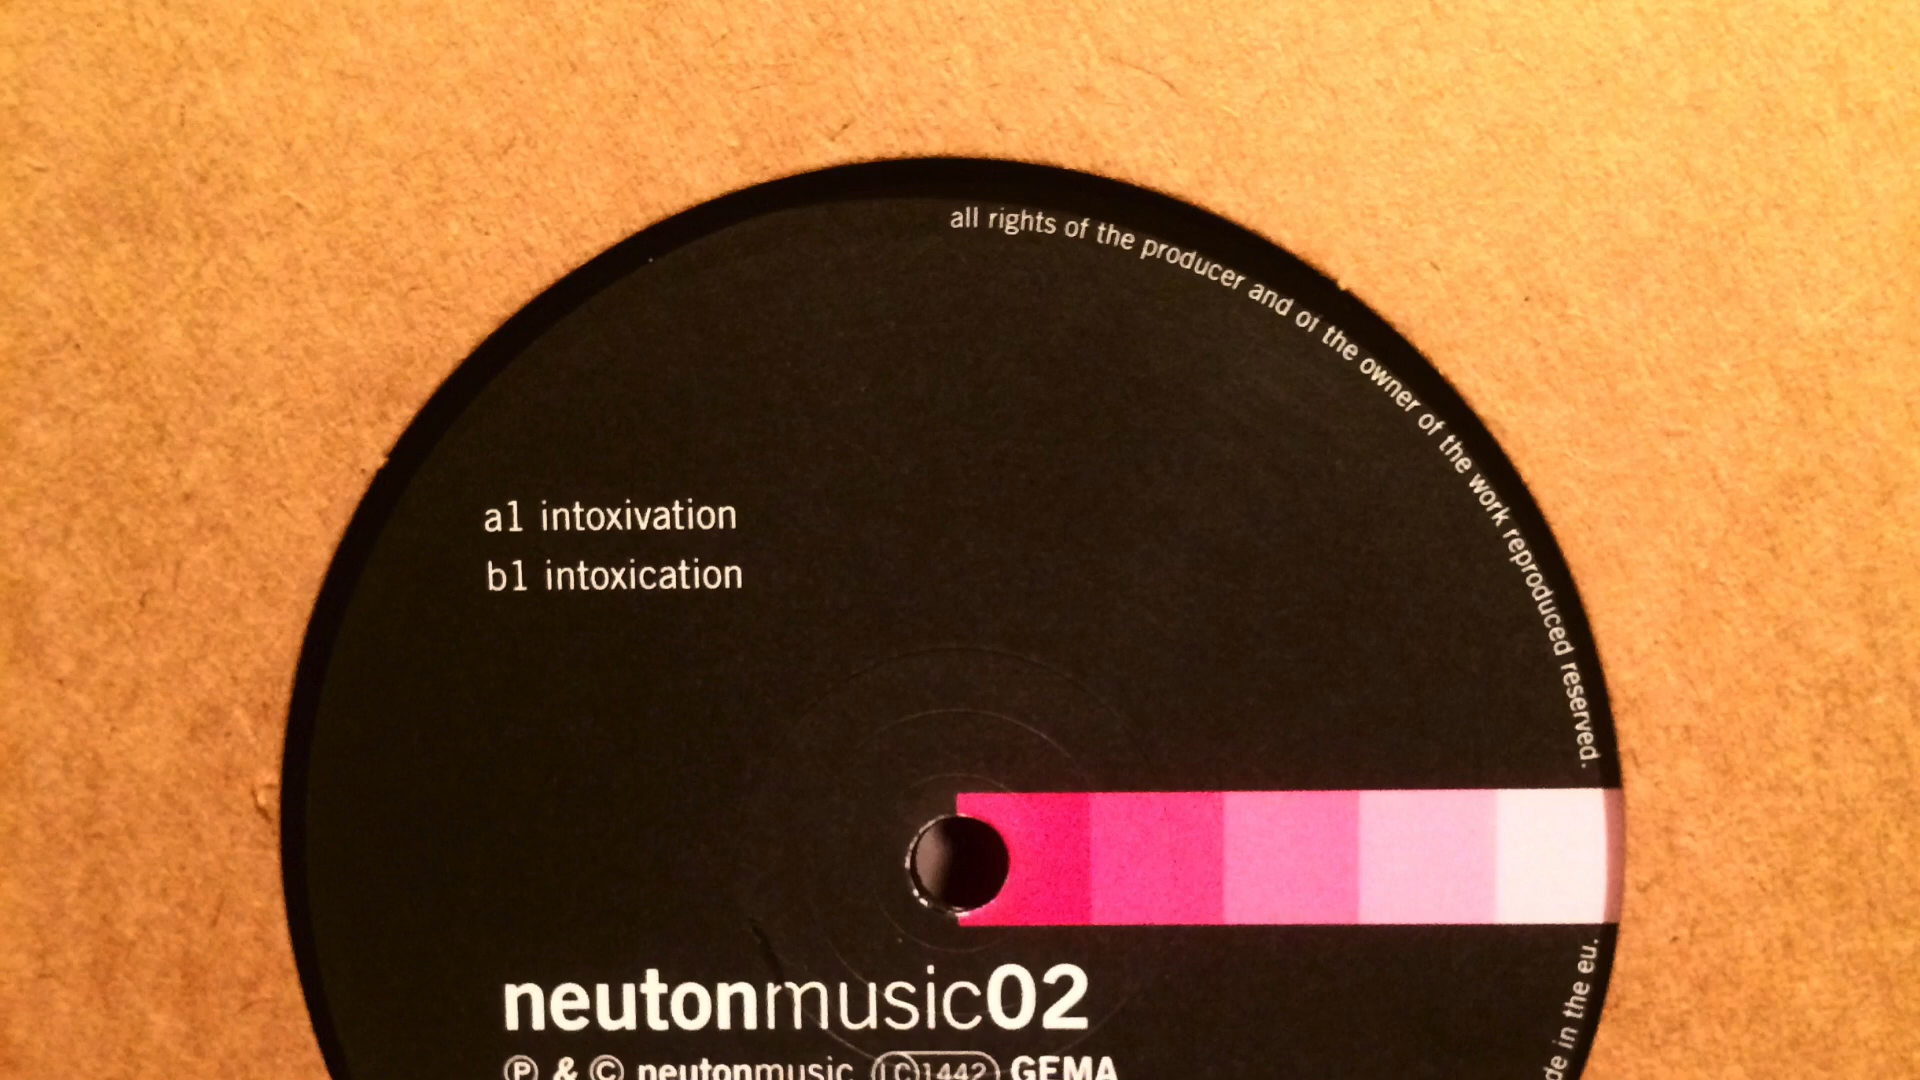 all rights of the producer and of the owner of the work reproduced reserved.
a1 intoxivation
b1 intoxication
neutonmusic02
℗ & © neutonmusic LC1442 GEMA
in the eu.